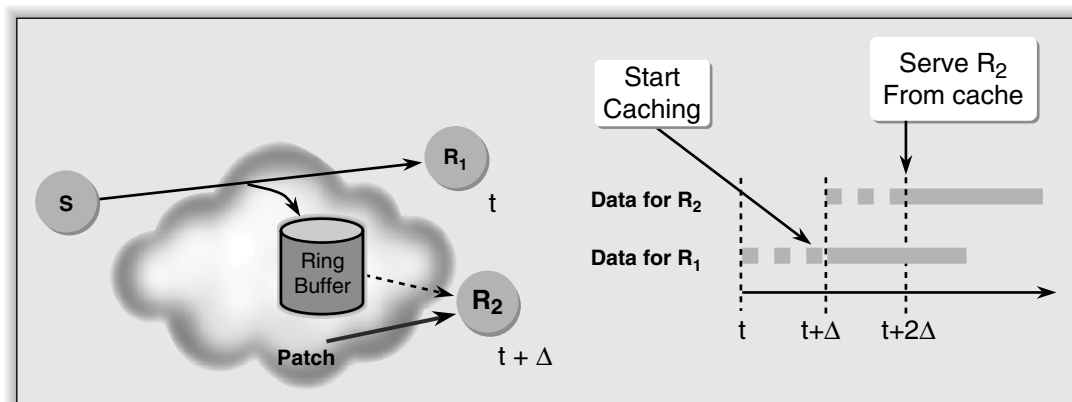 S
R₁
t
Ring
Buffer
R₂
Patch
t + Δ
Start
Caching
Serve R₂
From cache
Data for R₂
Data for R₁
t
t+Δ
t+2Δ